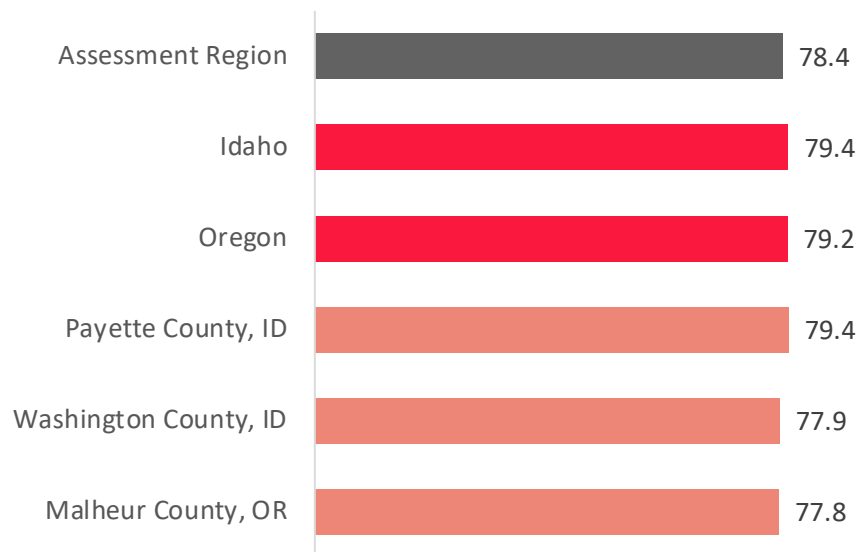 Assessment Region 78.4
Idaho 79.4
Oregon 79.2
Payette County, ID 79.4
Washington County, ID 77.9
Malheur County, OR 77.8